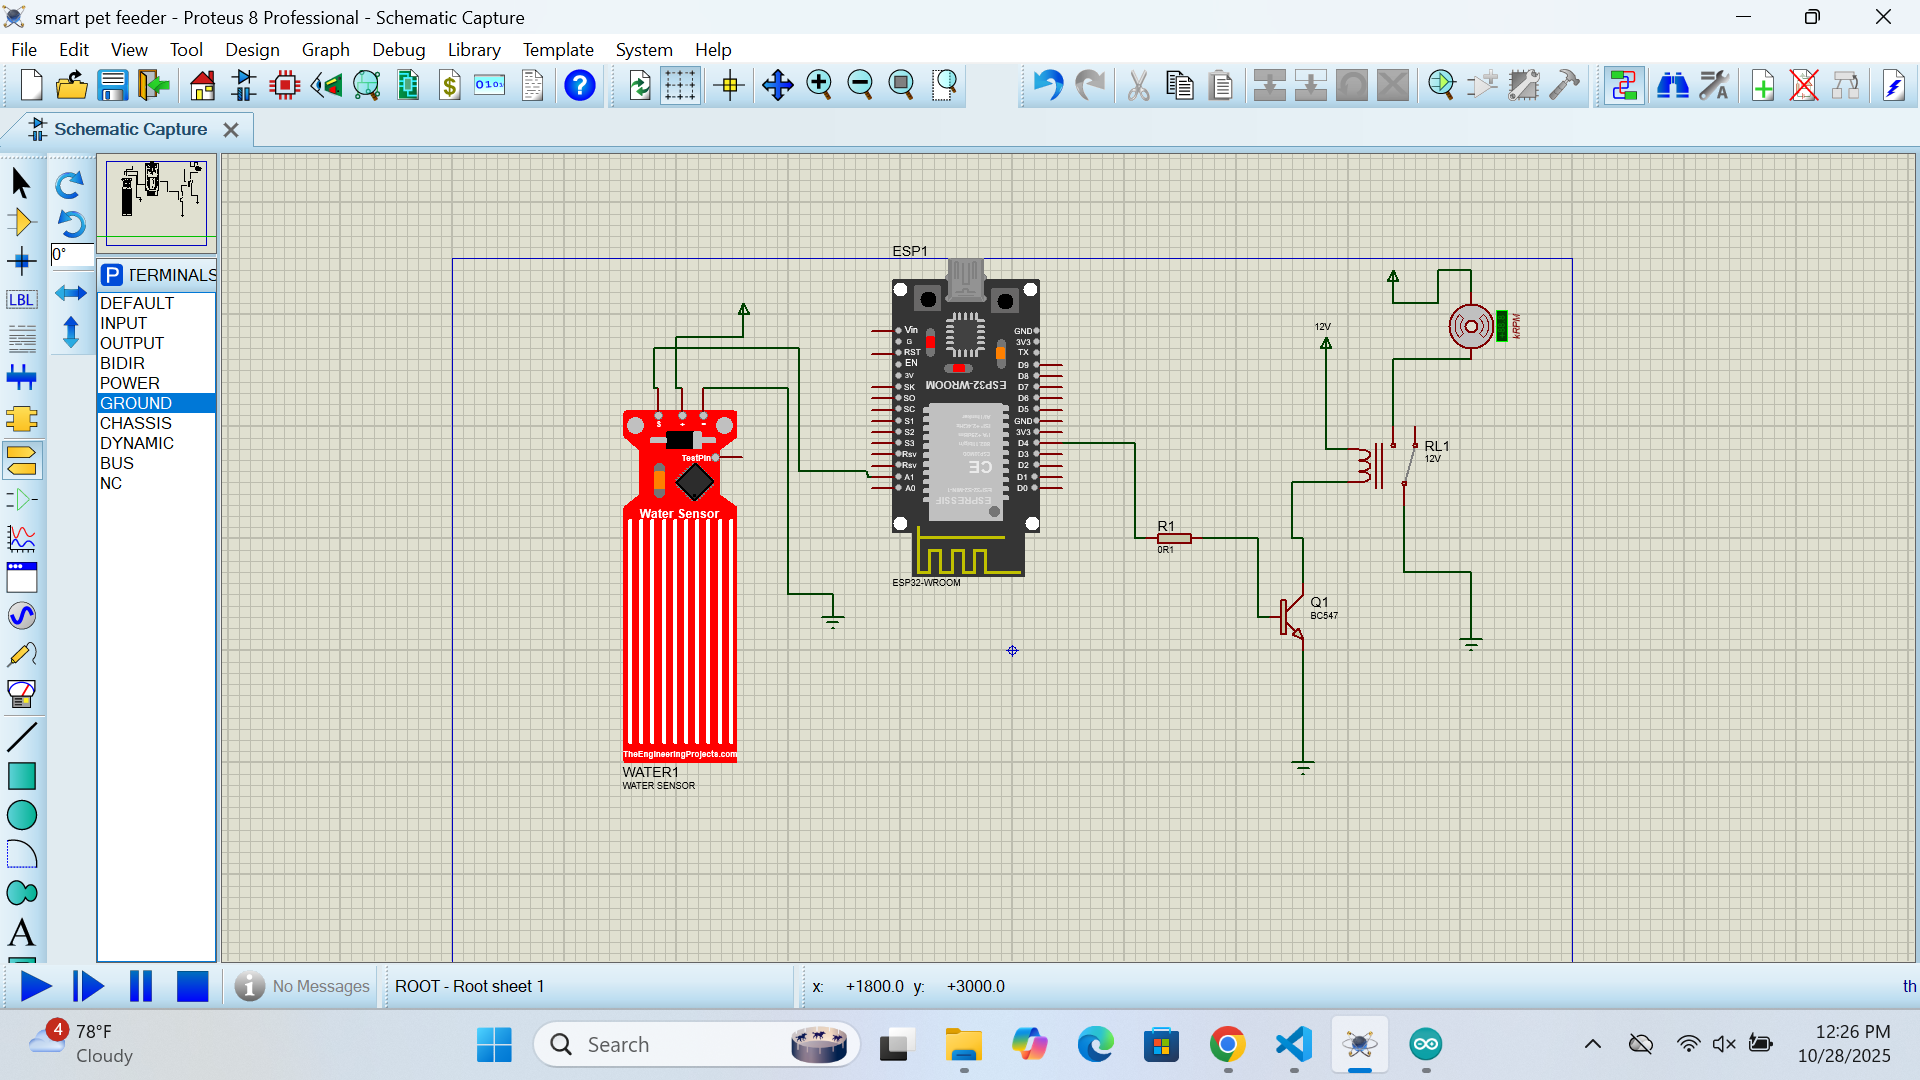 smart pet feeder - Proteus 8 Professional - Schematic Capture
File Edit View Tool Design Graph Debug Library Template System Help
Schematic Capture
0°
P TERMINALS
LBL
DEFAULT
INPUT
OUTPUT
BIDIR
POWER
GROUND
CHASSIS
DYNAMIC
BUS
NC
A
ESP1
Vin
G
RST
EN
3V
SK
SO
SC
S1
S2
S3
Rsv
Rsv
A1
A0
GND
3V3
TX
D9
D8
D7
D6
D5
GND
3V3
D4
D3
D2
D1
D0
ESP32-WROOM
CE
ESPRESSIF
ESP32-WROOM
S + -
TestPin
Water Sensor
TheEngineeringProjects.com
WATER1
WATER SENSOR
R1
0R1
Q1
BC547
12V
RL1
12V
kRPM
No Messages
ROOT - Root sheet 1
x: +1800.0 y: +3000.0
th
4
78°F
Cloudy
Search
12:26 PM
10/28/2025